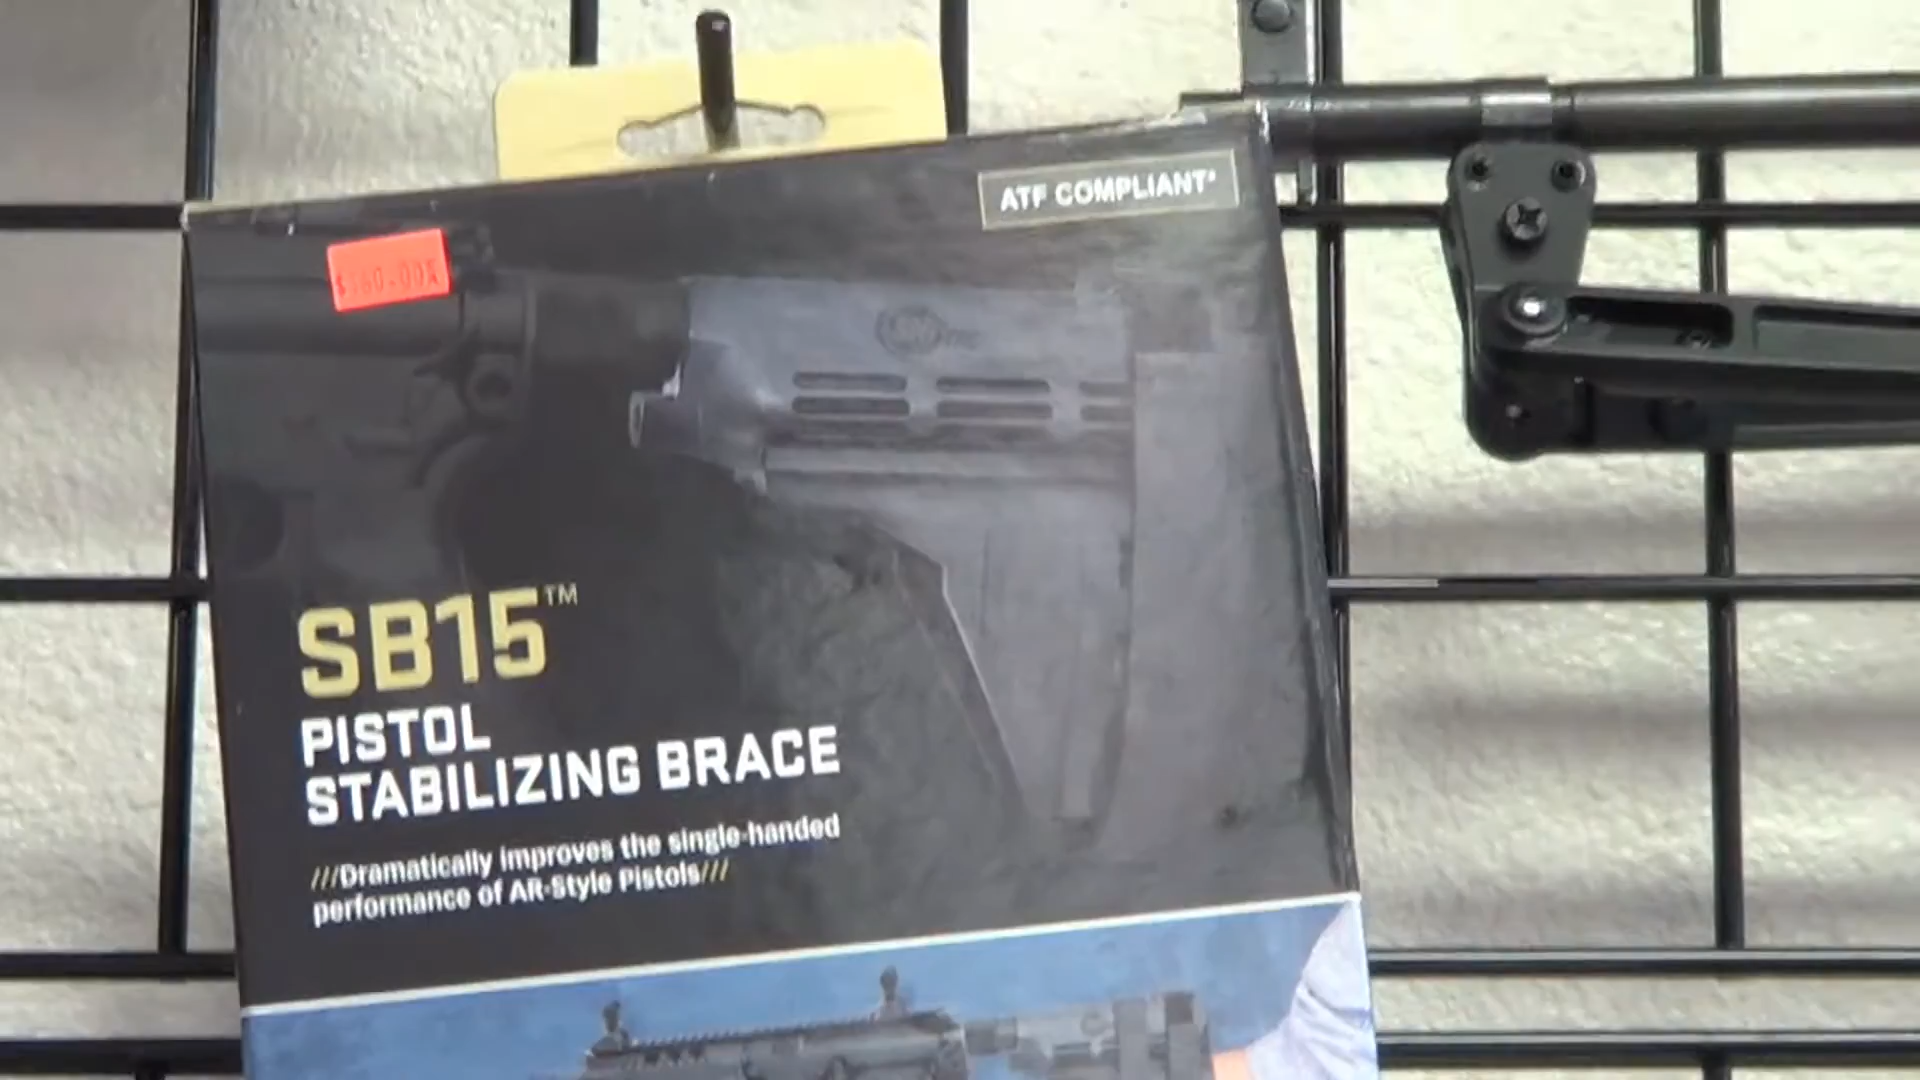 ATF COMPLIANT*
SB15™
PISTOL
STABILIZING BRACE
///Dramatically improves the single-handed
performance of AR-Style Pistols///